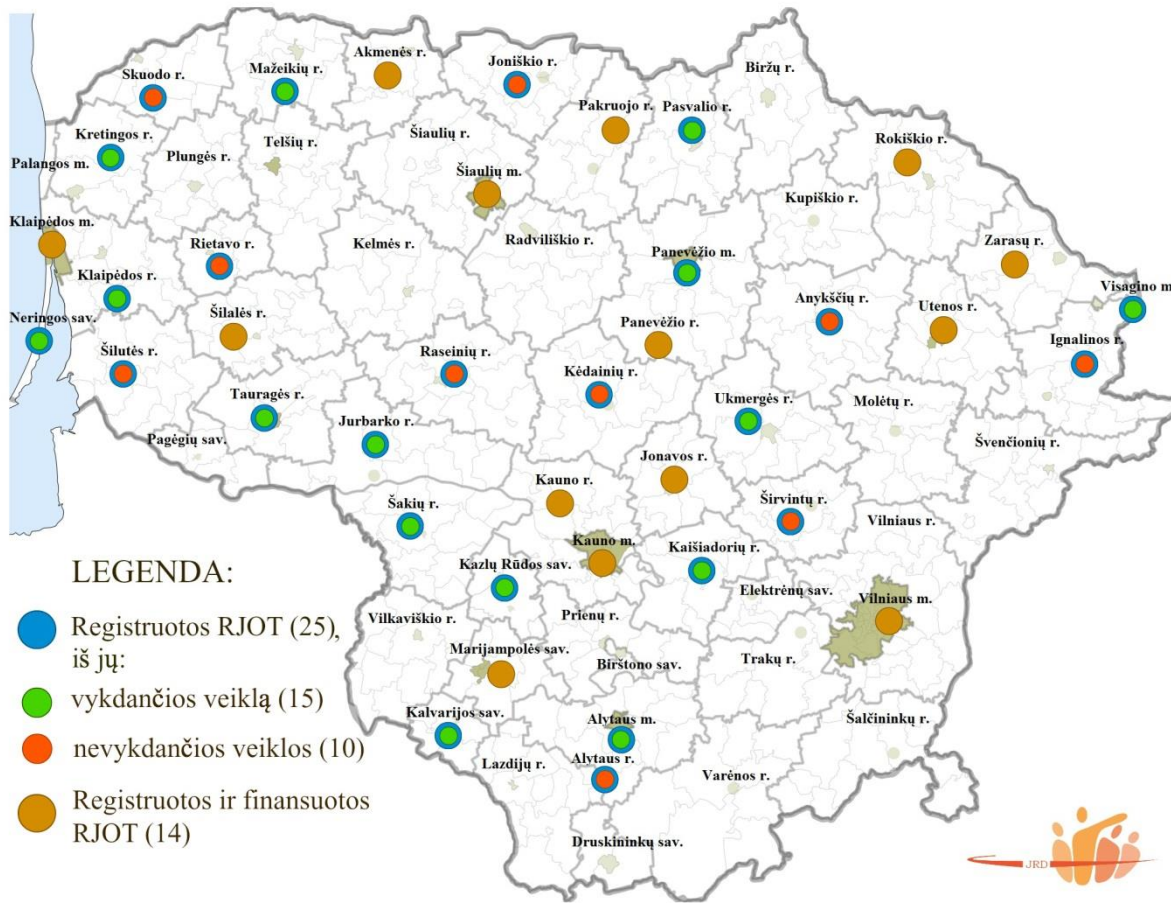 Akmenės r.
Skuodo r.
Mažeikių r.
Joniškio r.
Biržų r.
Pakruojo r.
Pasvalio r.
Kretingos r.
Telšių r.
Šiaulių r.
Rokiškio r.
Palangos m.
Plungės r.
Šiaulių m.
Kupiškio r.
Klaipėdos m.
Rietavo r.
Kelmės r.
Radviliškio r.
Panevėžio m.
Zarasų r.
Klaipėdos r.
Visagino m.
Šilalės r.
Anykščių r.
Utenos r.
Neringos sav.
Panevėžio r.
Ignalinos r.
Šilutės r.
Raseinių r.
Kėdainių r.
Tauragės r.
Ukmergės r.
Molėtų r.
Jurbarko r.
Pagėgių sav.
Švenčionių r.
Jonavos r.
Kauno r.
Širvintų r.
Šakių r.
Vilniaus r.
Kauno m.
Kaišiadorių r.
Kazlų Rūdos sav.
Elektrėnų sav.
Vilniaus m.
Vilkaviškio r.
Prienų r.
Marijampolės sav.
Birštono sav.
Trakų r.
Kalvarijos sav.
Alytaus m.
Šalčininkų r.
Lazdijų r.
Alytaus r.
Varėnos r.
Druskininkų sav.
LEGENDA:
Registruotos RJOT (25),
iš jų:
vykdančios veiklą (15)
nevykdančios veiklos (10)
Registruotos ir finansuotos
RJOT (14)
JRD